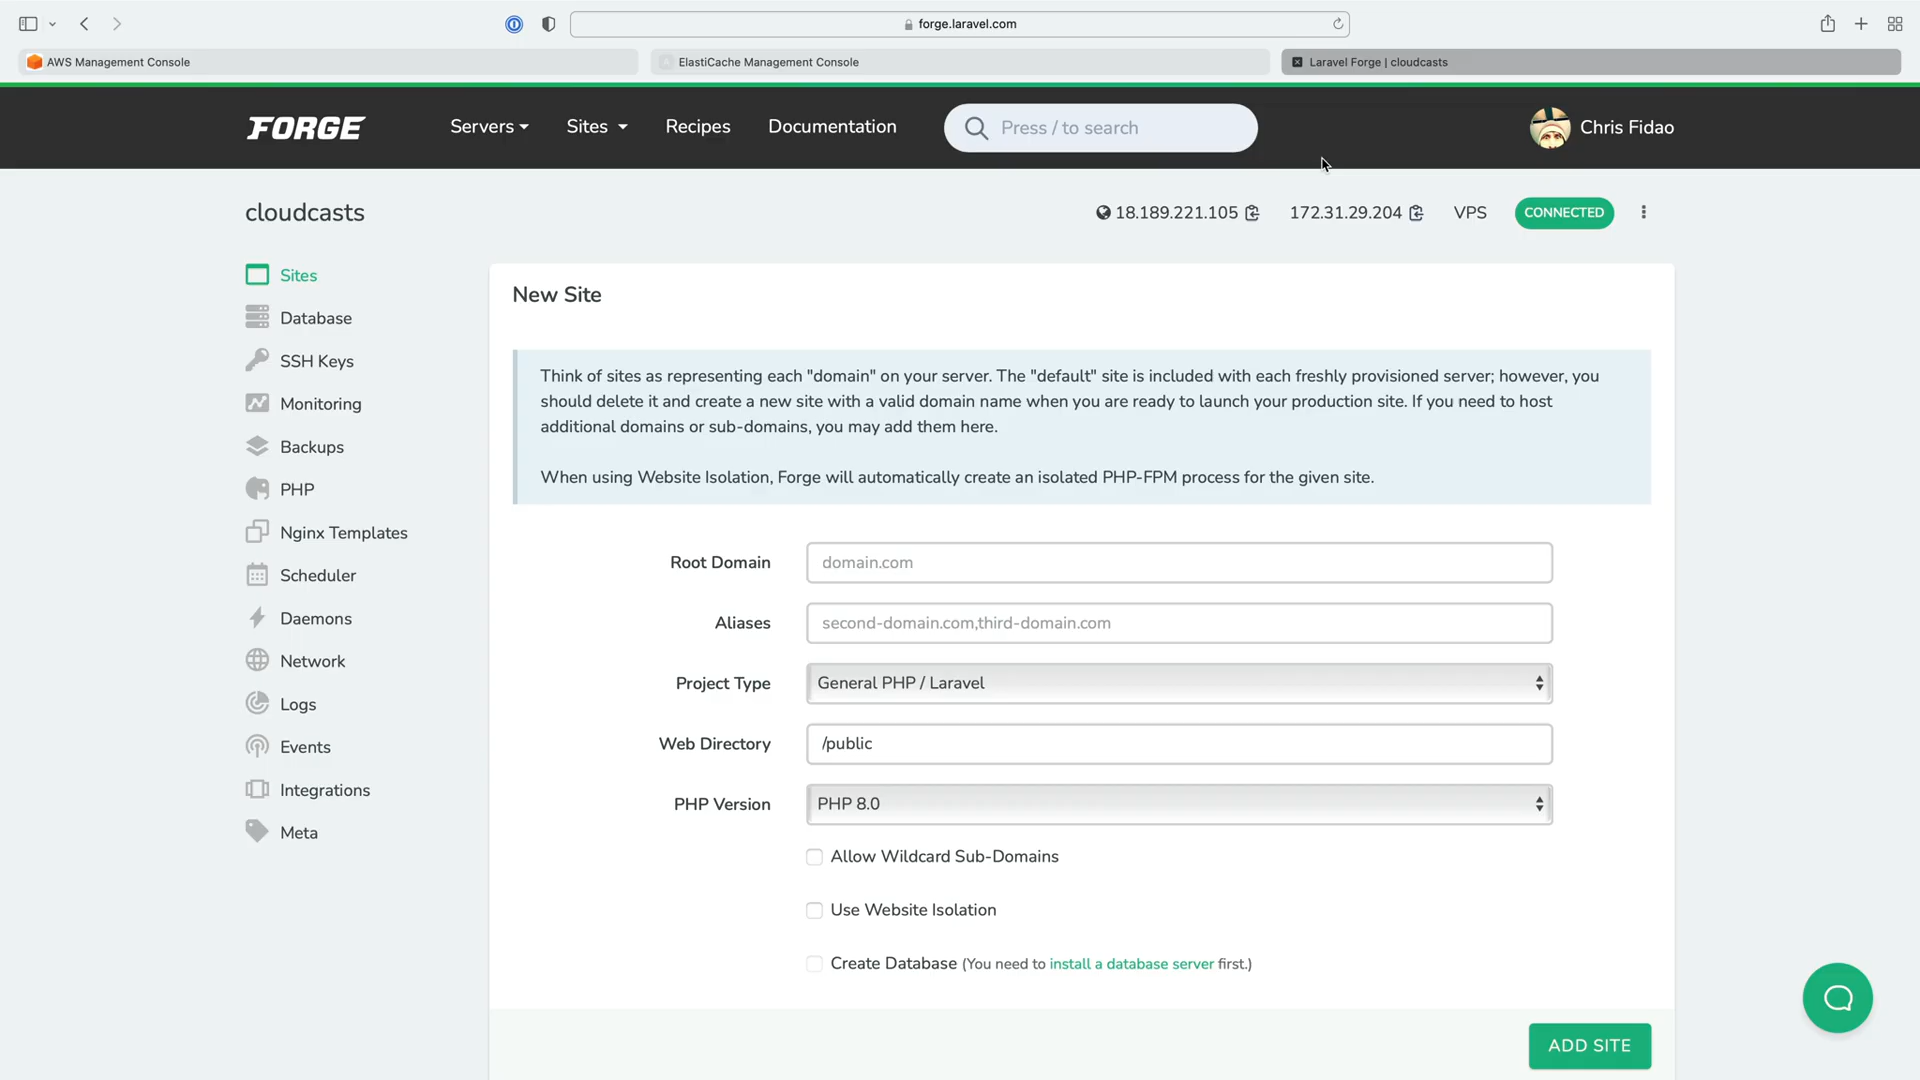 forge.laravel.com
AWS Management Console
ElastiCache Management Console
Laravel Forge | cloudcasts
FORGE
Servers
Sites
Recipes
Documentation
Press / to search
Chris Fidao
cloudcasts
18.189.221.105
172.31.29.204
VPS
CONNECTED
Sites
Database
SSH Keys
Monitoring
Backups
PHP
Nginx Templates
Scheduler
Daemons
Network
Logs
Events
Integrations
Meta
New Site
Think of sites as representing each "domain" on your server. The "default" site is included with each freshly provisioned server; however, you
should delete it and create a new site with a valid domain name when you are ready to launch your production site. If you need to host
additional domains or sub-domains, you may add them here.
When using Website Isolation, Forge will automatically create an isolated PHP-FPM process for the given site.
Root Domain
domain.com
Aliases
second-domain.com,third-domain.com
Project Type
General PHP / Laravel
Web Directory
/public
PHP Version
PHP 8.0
Allow Wildcard Sub-Domains
Use Website Isolation
Create Database (You need to install a database server first.)
ADD SITE